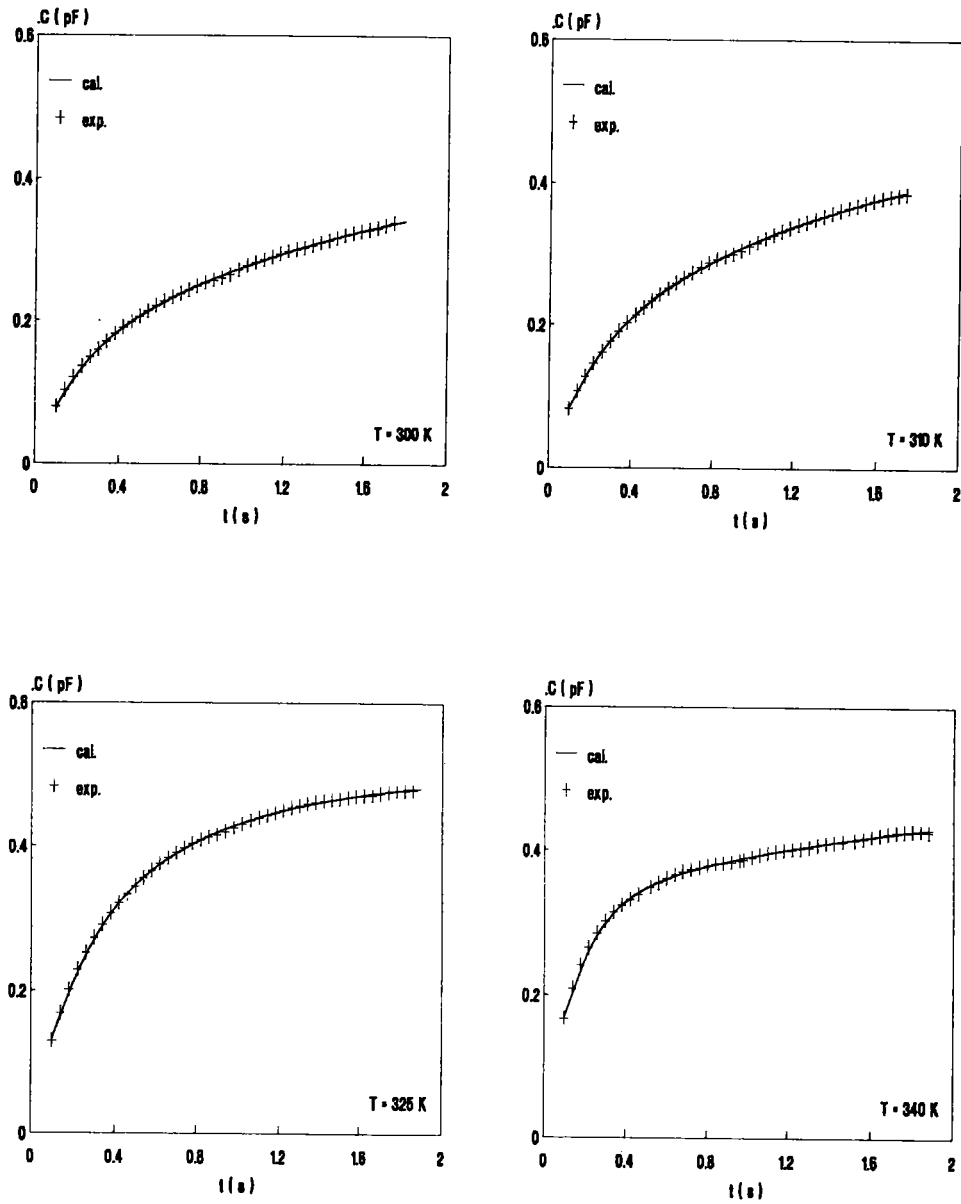 .C ( pF )
0.6
cal.
exp.
0.4
0.2
T = 300 K
0
0 0.4 0.8 1.2 1.6 2
t ( s )
.C ( pF )
0.6
cal.
exp.
0.4
0.2
T = 310 K
0
0 0.4 0.8 1.2 1.6 2
t ( s )
.C ( pF )
0.6
cal.
exp.
0.4
0.2
T = 325 K
0
0 0.4 0.8 1.2 1.6 2
t ( s )
.C ( pF )
0.6
cal.
exp.
0.4
0.2
T = 340 K
0
0 0.4 0.8 1.2 1.6 2
t ( s )